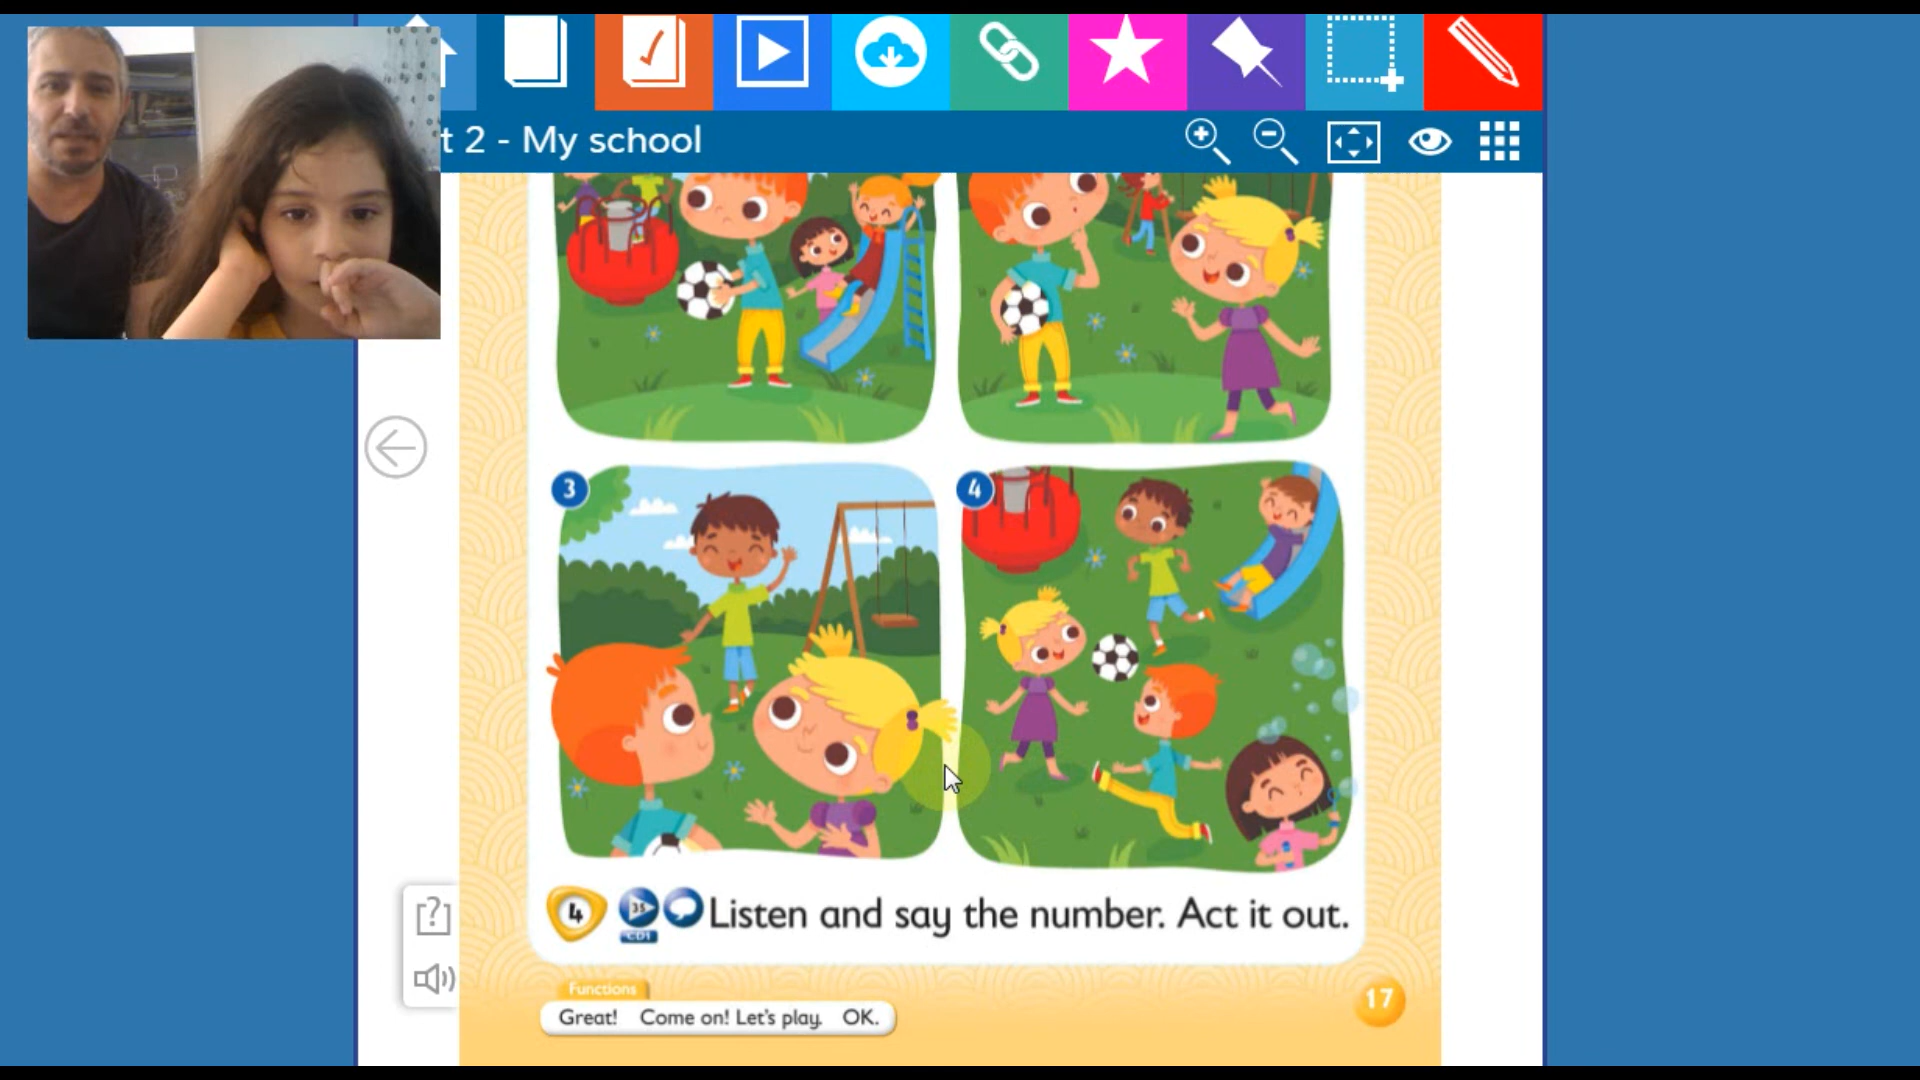 t 2 - My school
3
4
4 35 CD1 Listen and say the number. Act it out.
Functions
Great! Come on! Let's play. OK.
17